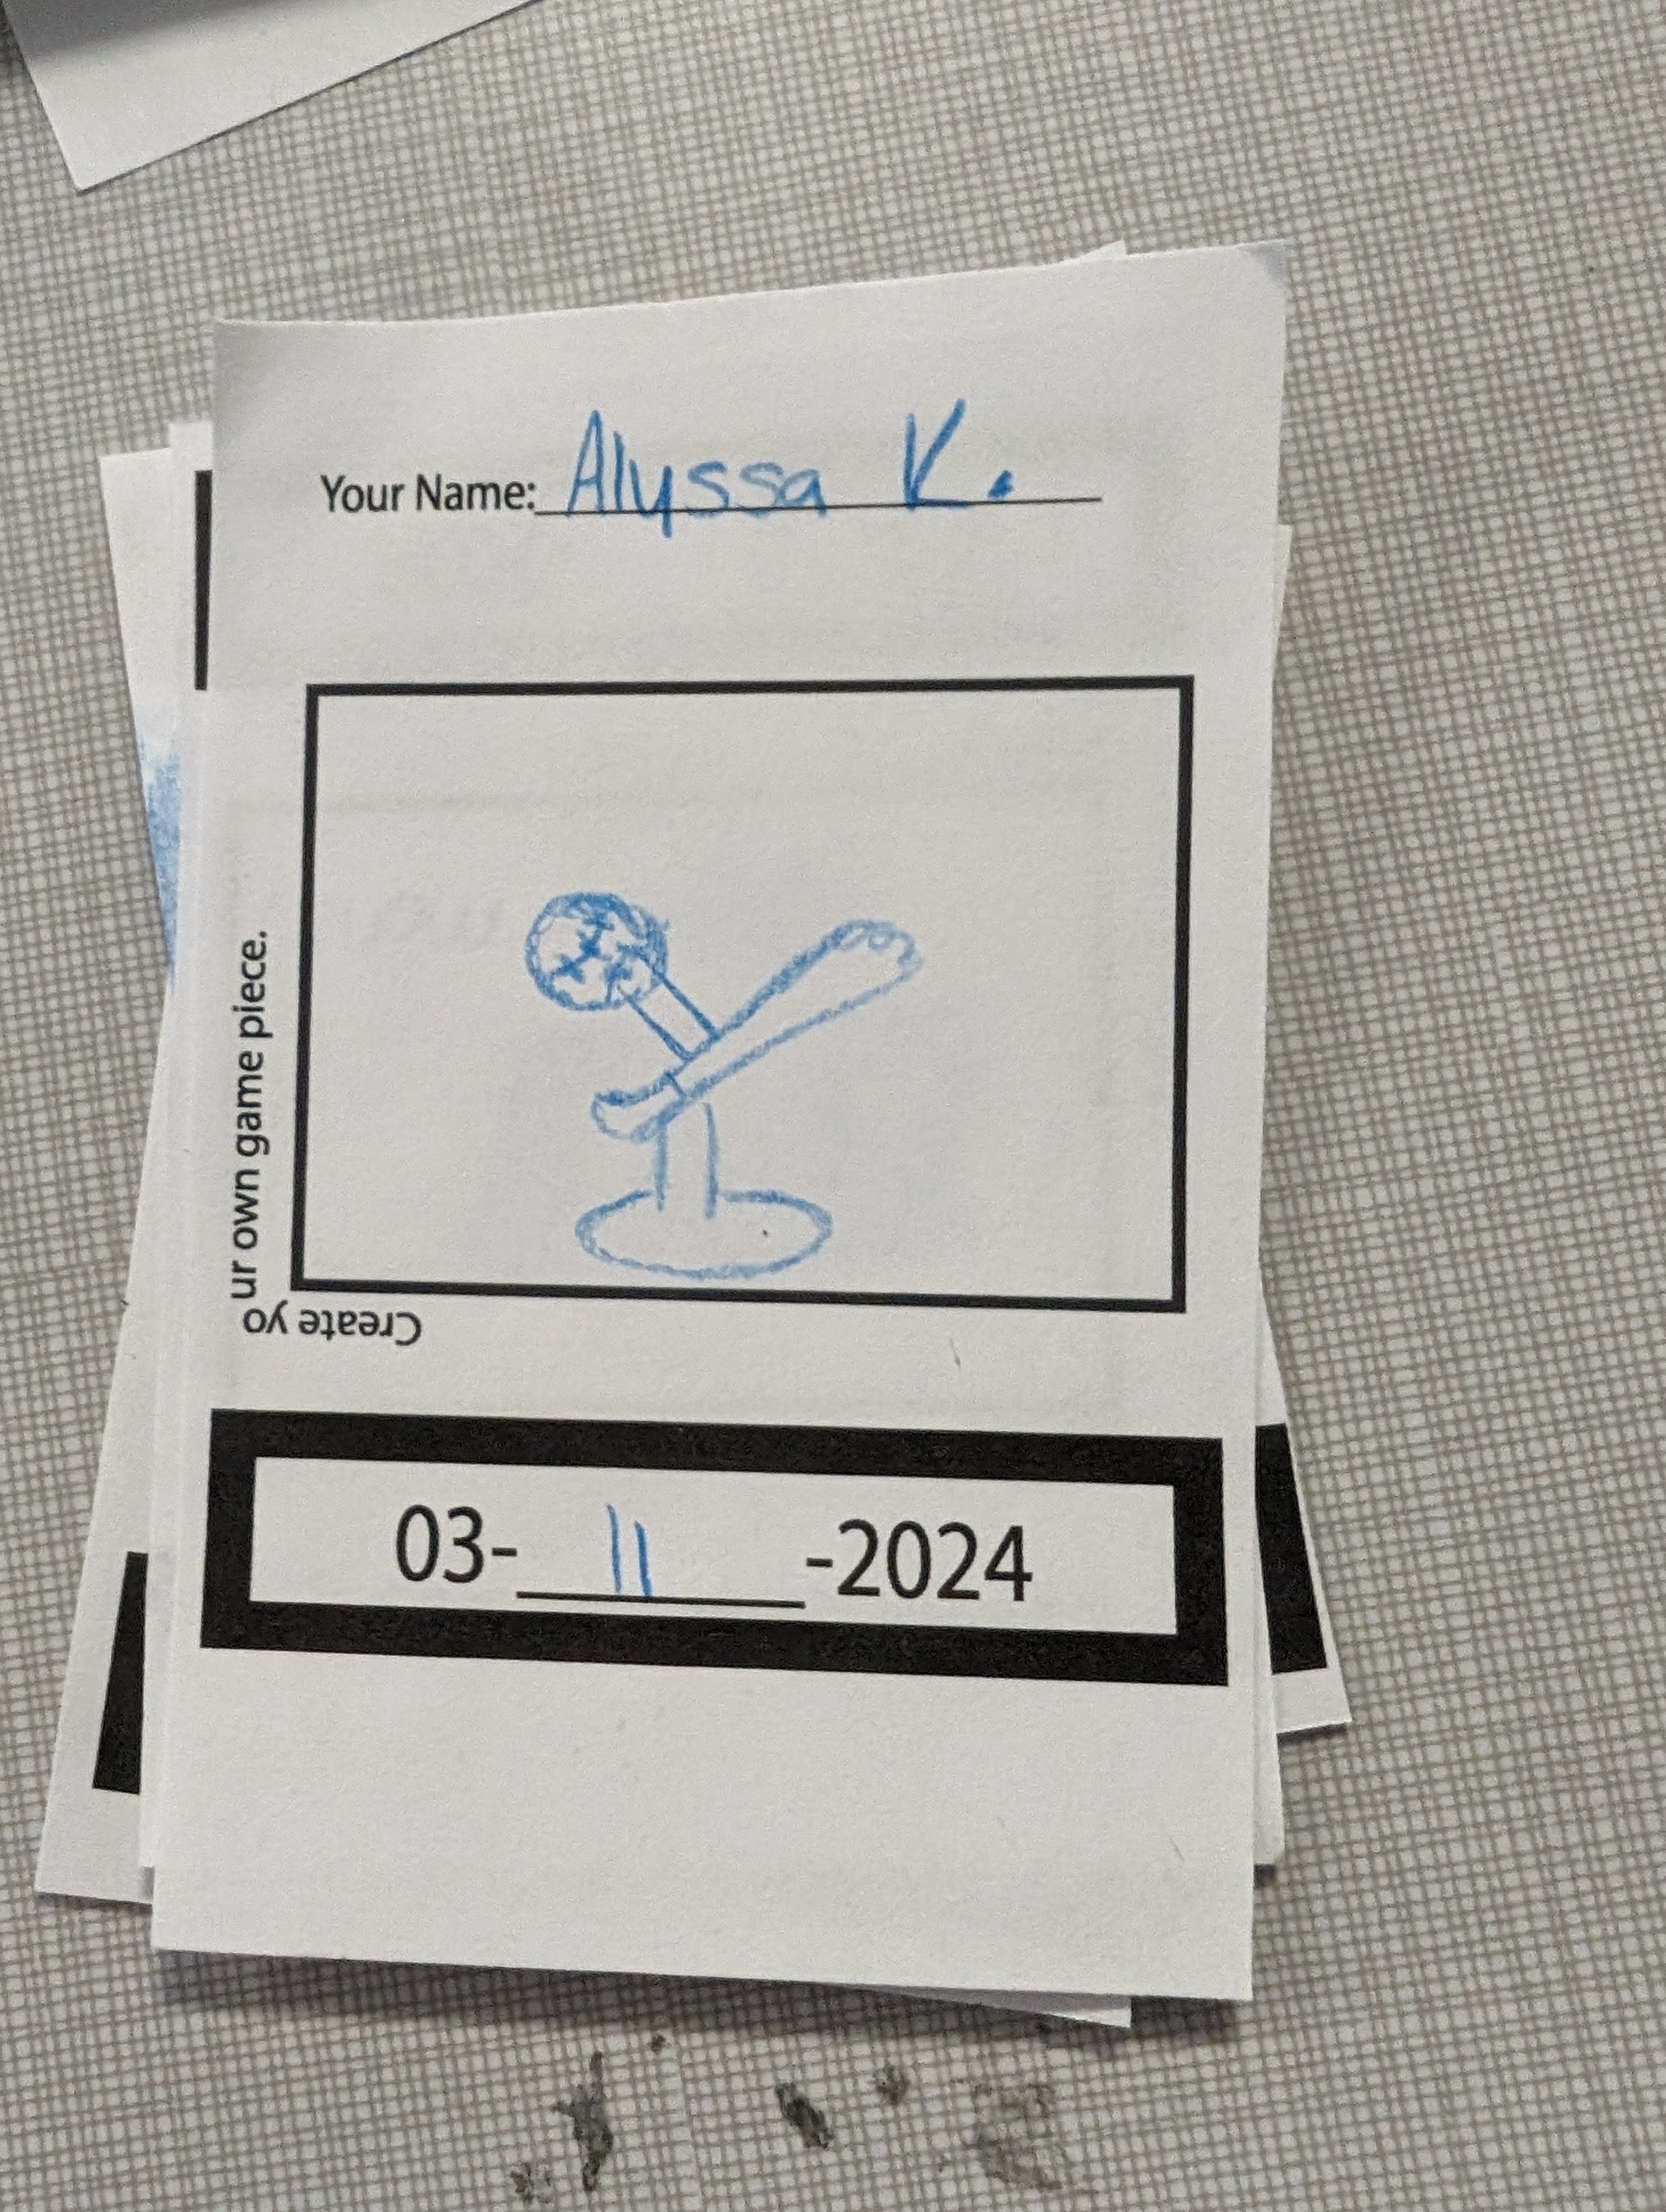 Your Name: Alyssa K.
Create your own game piece.
03- 11 -2024